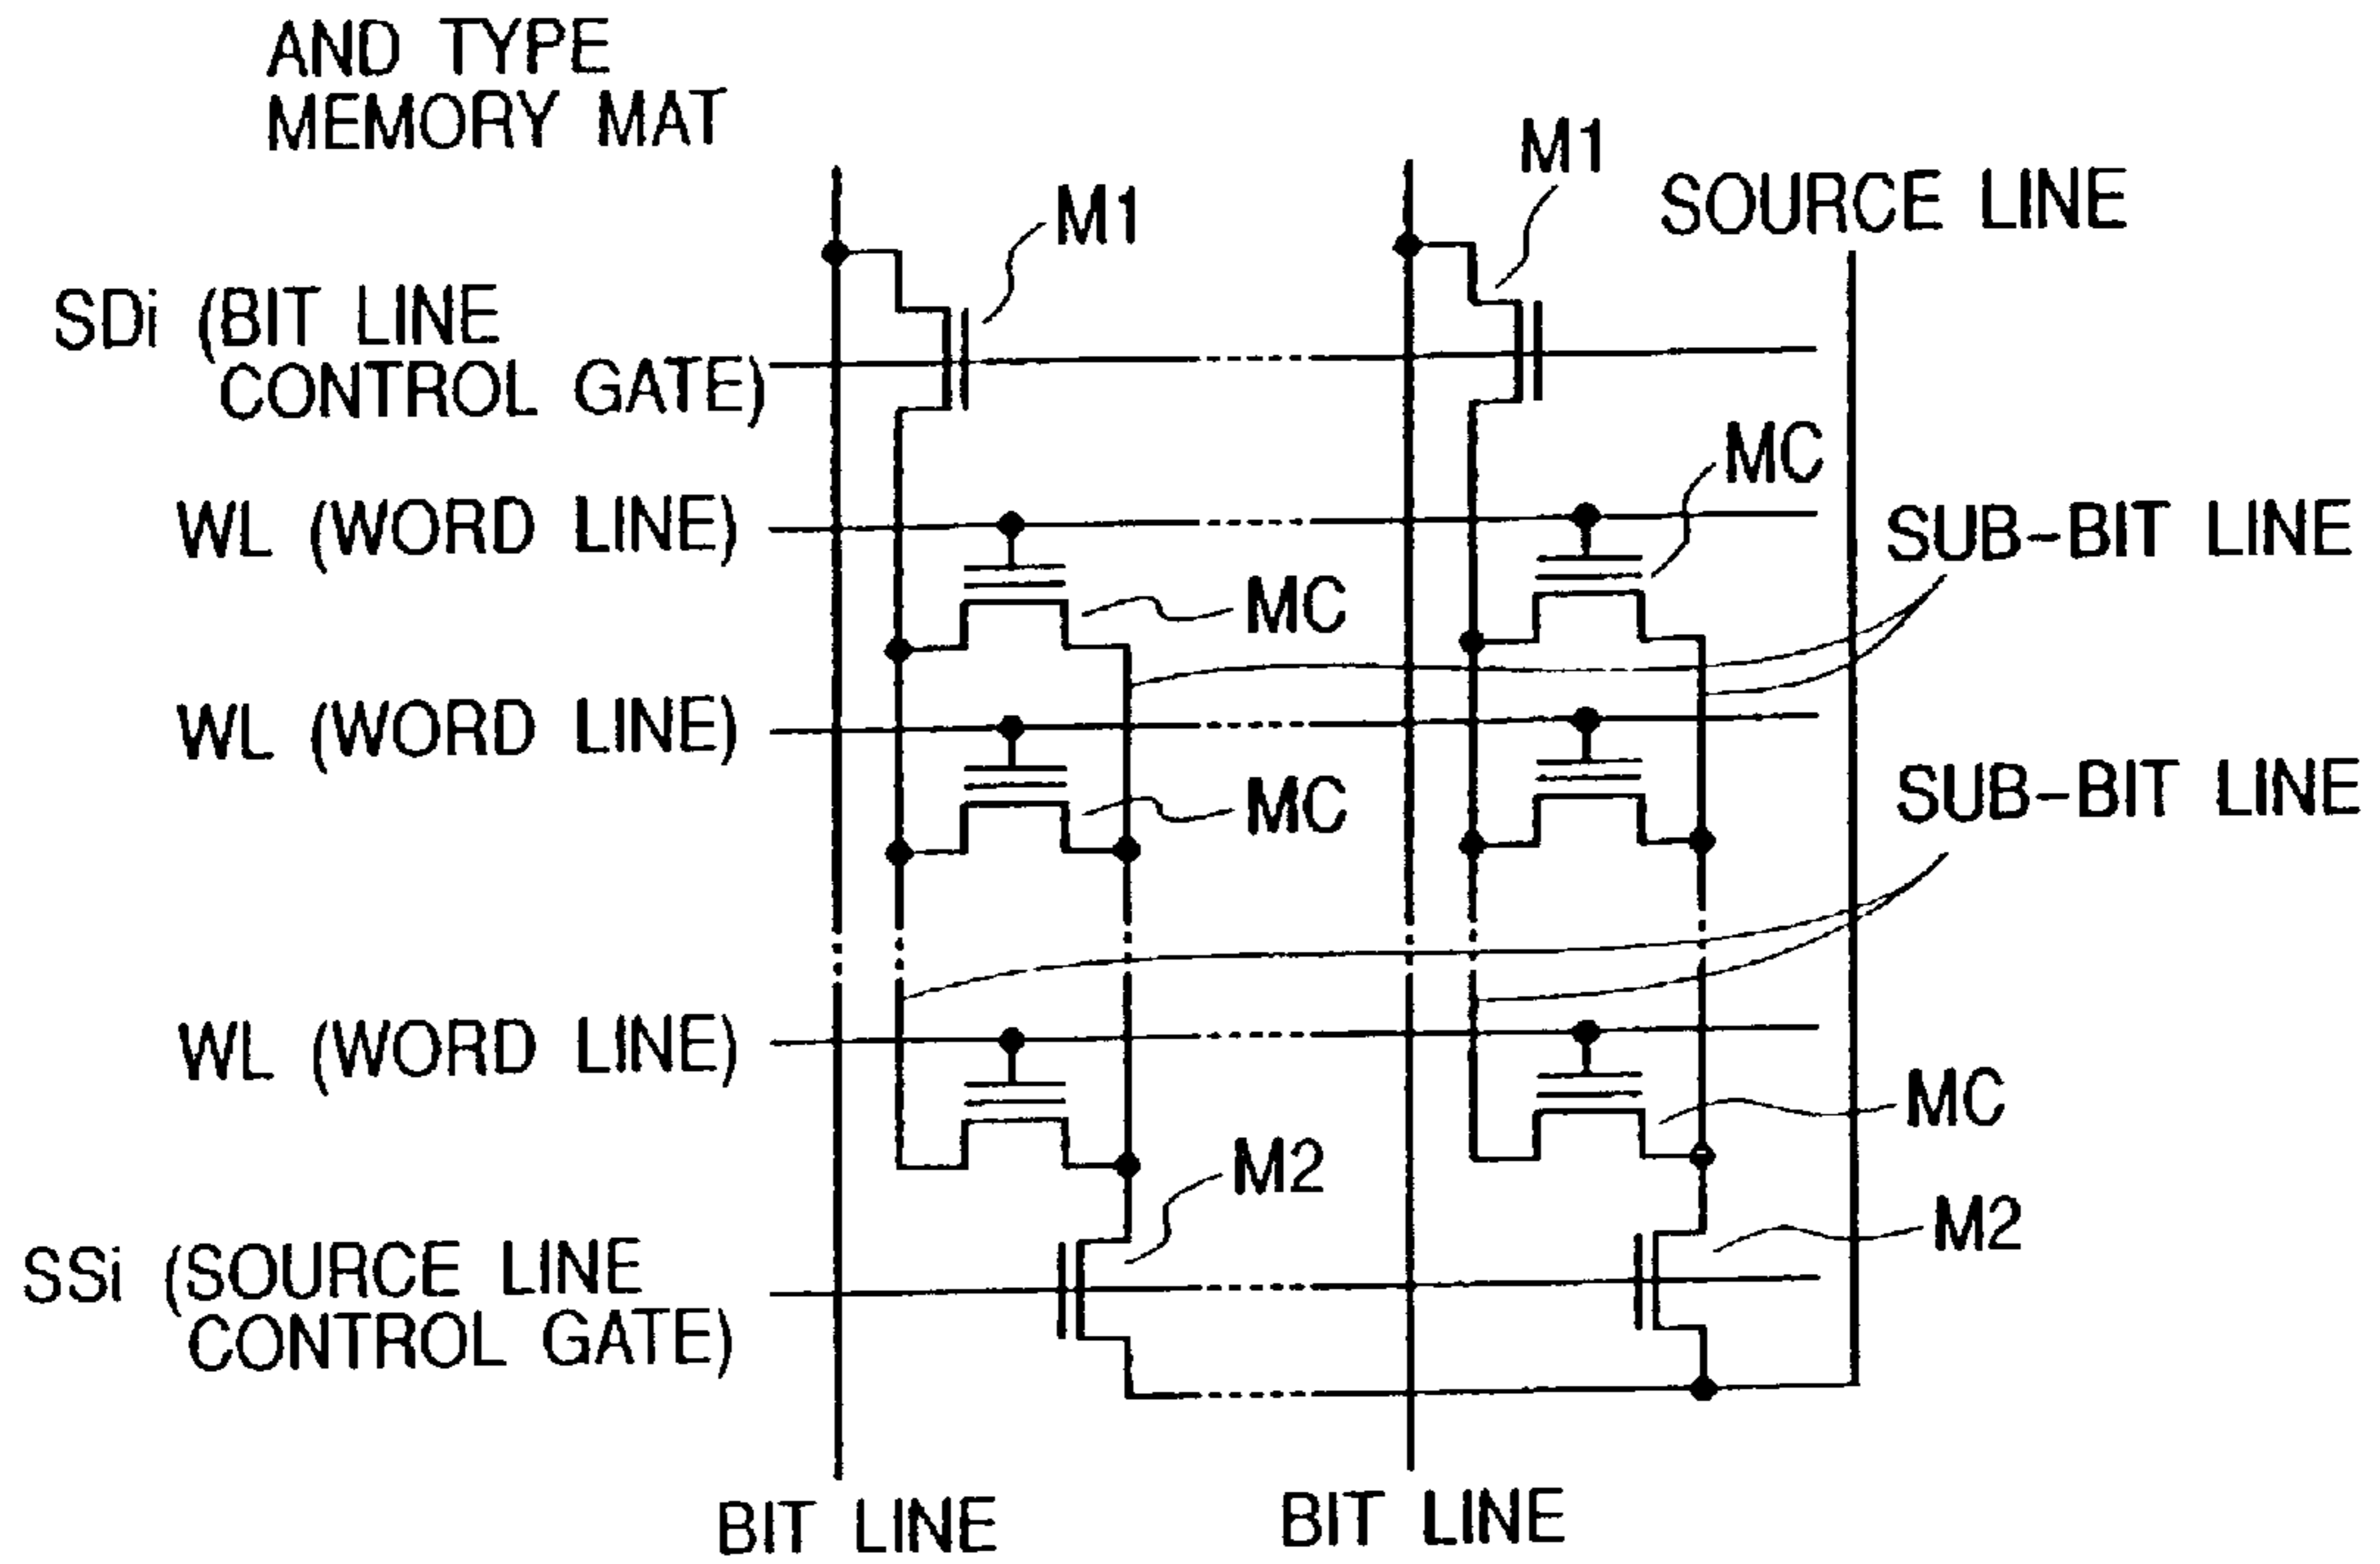 AND TYPE
MEMORY MAT
M1
M1
SOURCE LINE
SDi (BIT LINE
CONTROL GATE)
MC
WL (WORD LINE)
SUB-BIT LINE
MC
WL (WORD LINE)
MC
SUB-BIT LINE
WL (WORD LINE)
MC
M2
M2
SSi (SOURCE LINE
CONTROL GATE)
BIT LINE
BIT LINE